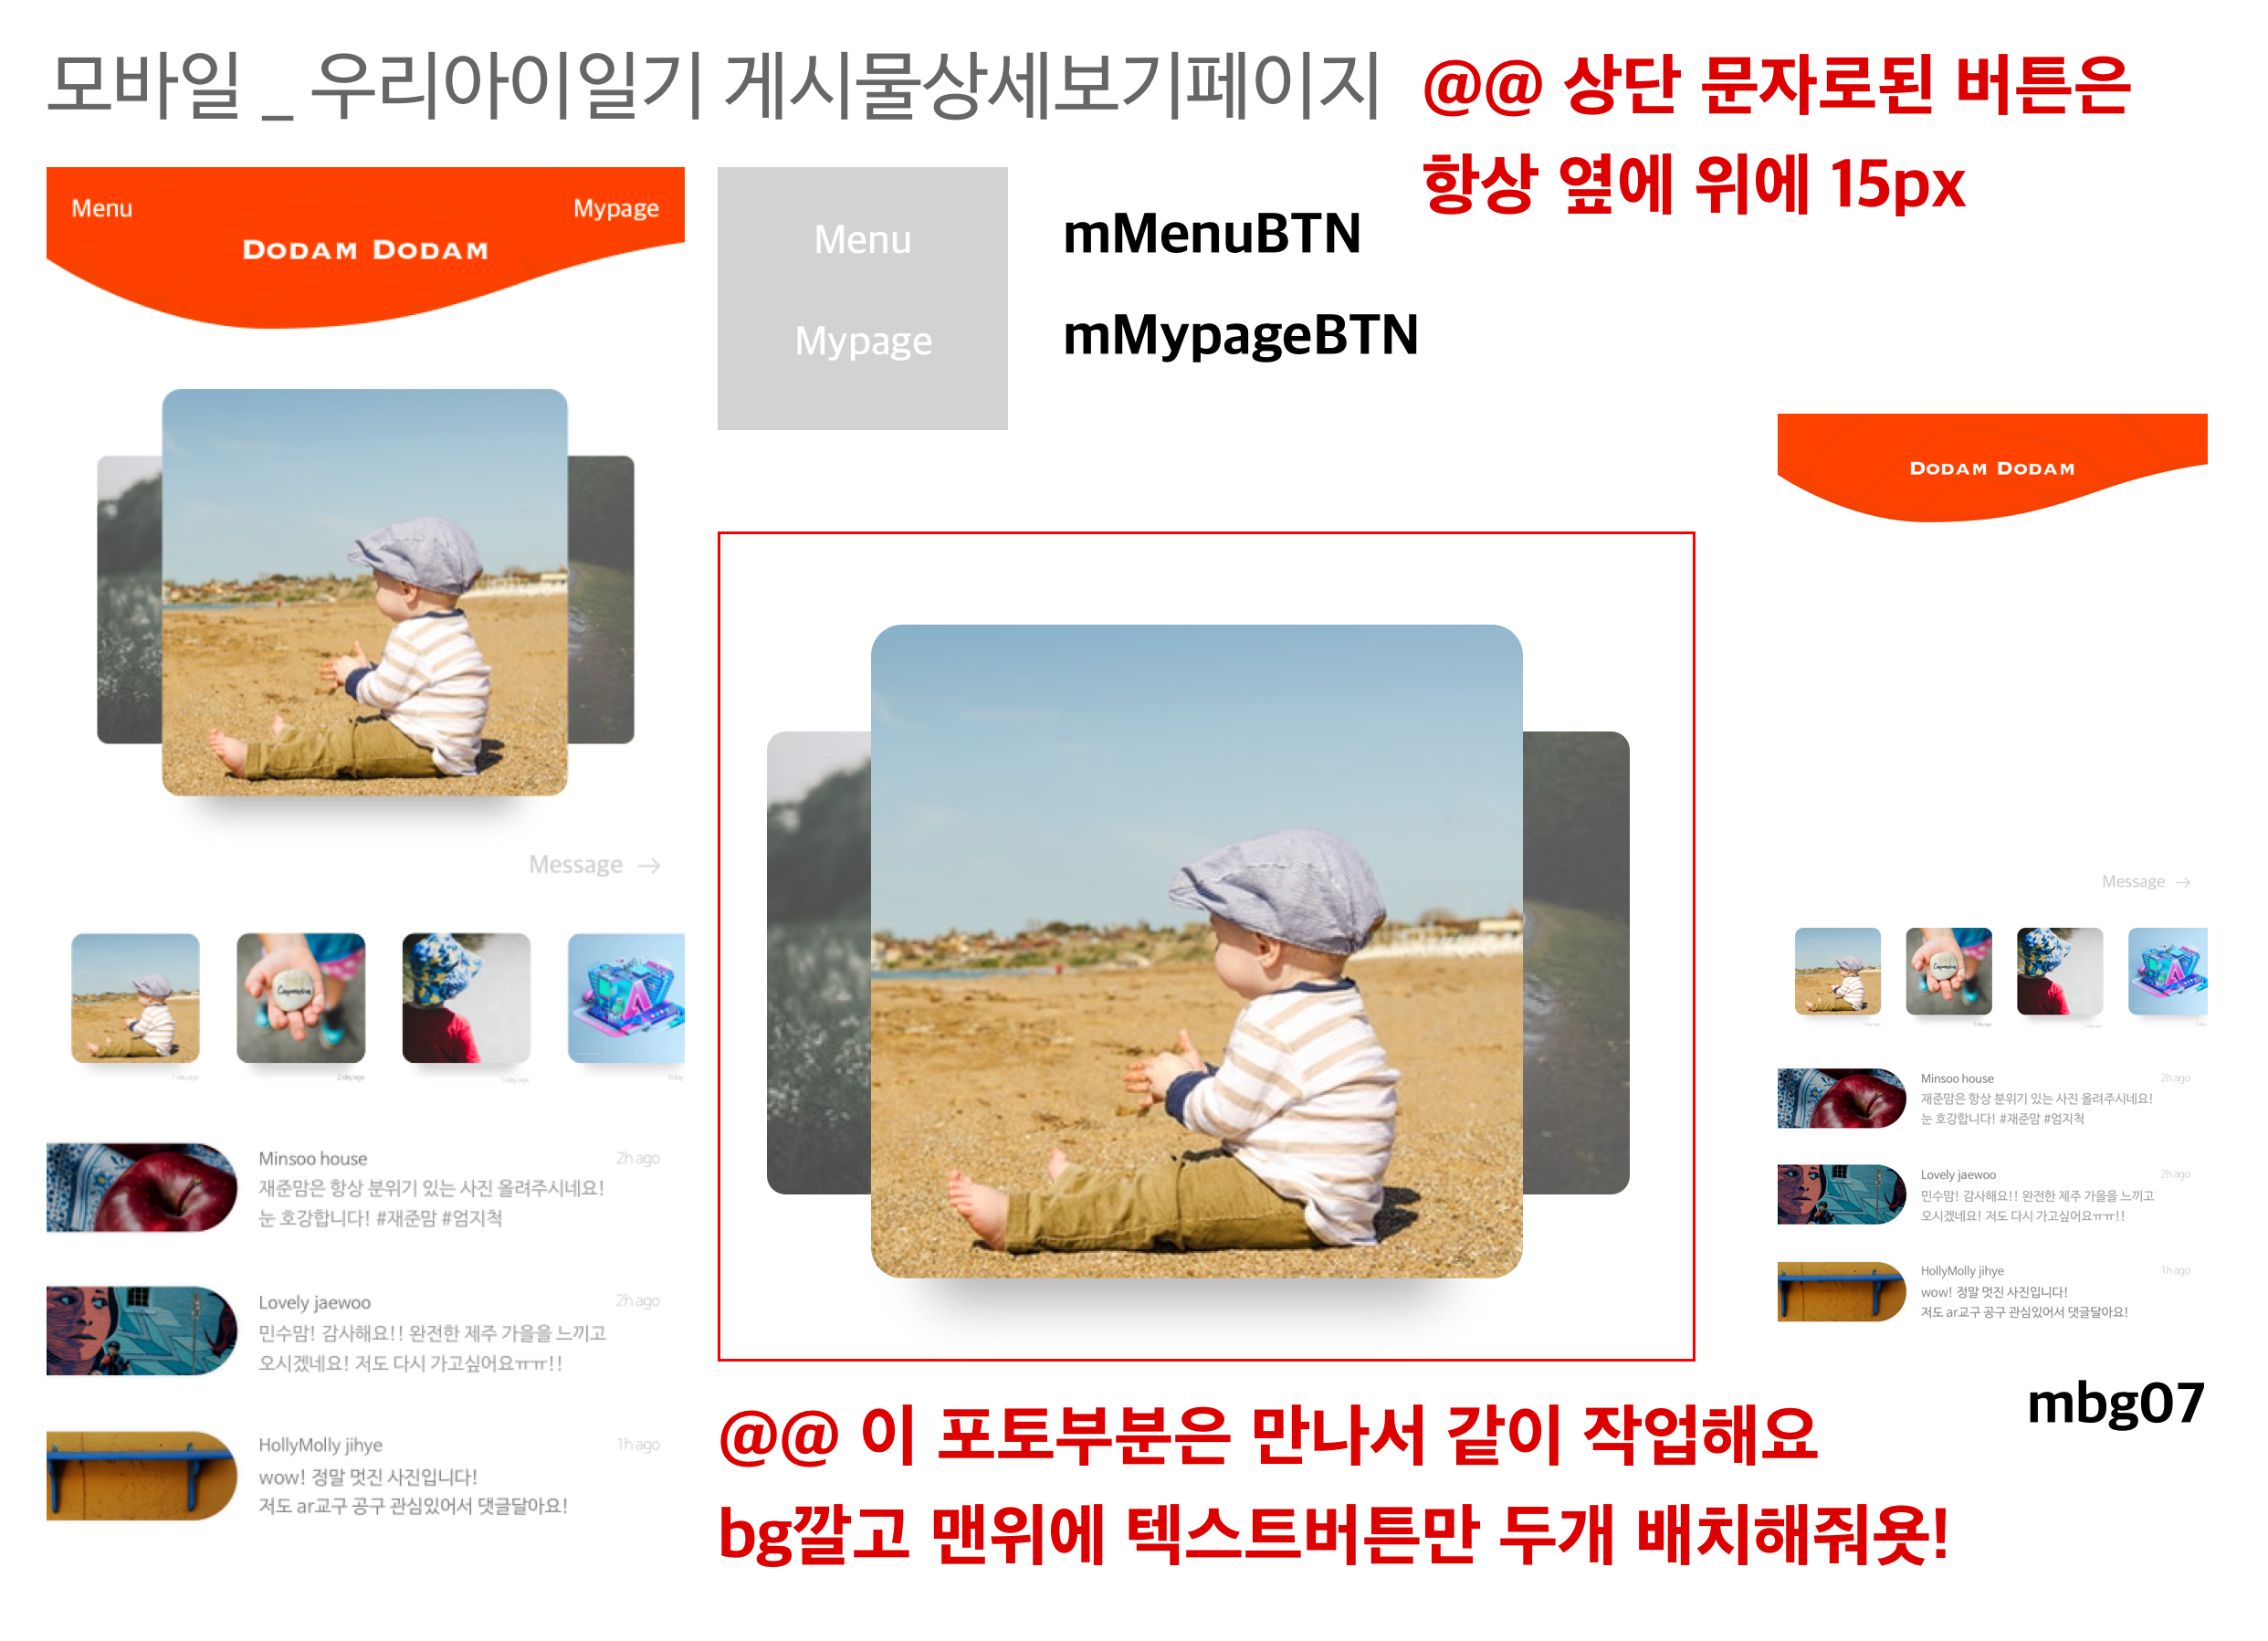 모바일 _ 우리아이일기 게시물상세보기페이지
@@ 상단 문자로된 버튼은
항상 옆에 위에 15px
Menu
Mypage
DODAM DODAM
Message →
1 day ago
2 day ago
Minsoo house
2h ago
재준맘은 항상 분위기 있는 사진 올려주시네요!
눈 호강합니다! #재준맘 #엄지척
Lovely jaewoo
2h ago
민수맘! 감사해요!! 완전한 제주 가을을 느끼고
오시겠네요! 저도 다시 가고싶어요ㅠㅠ!!
HollyMolly jihye
1h ago
wow! 정말 멋진 사진입니다!
저도 ar교구 공구 관심있어서 댓글달아요!
Menu
mMenuBTN
Mypage
mMypageBTN
@@ 이 포토부분은 만나서 같이 작업해요
bg깔고 맨위에 텍스트버튼만 두개 배치해줘욧!
DODAM DODAM
Message →
Minsoo house
2h ago
재준맘은 항상 분위기 있는 사진 올려주시네요!
눈 호강합니다! #재준맘 #엄지척
Lovely jaewoo
2h ago
민수맘! 감사해요!! 완전한 제주 가을을 느끼고
오시겠네요! 저도 다시 가고싶어요ㅠㅠ!!
HollyMolly jihye
1h ago
wow! 정말 멋진 사진입니다!
저도 ar교구 공구 관심있어서 댓글달아요!
mbg07